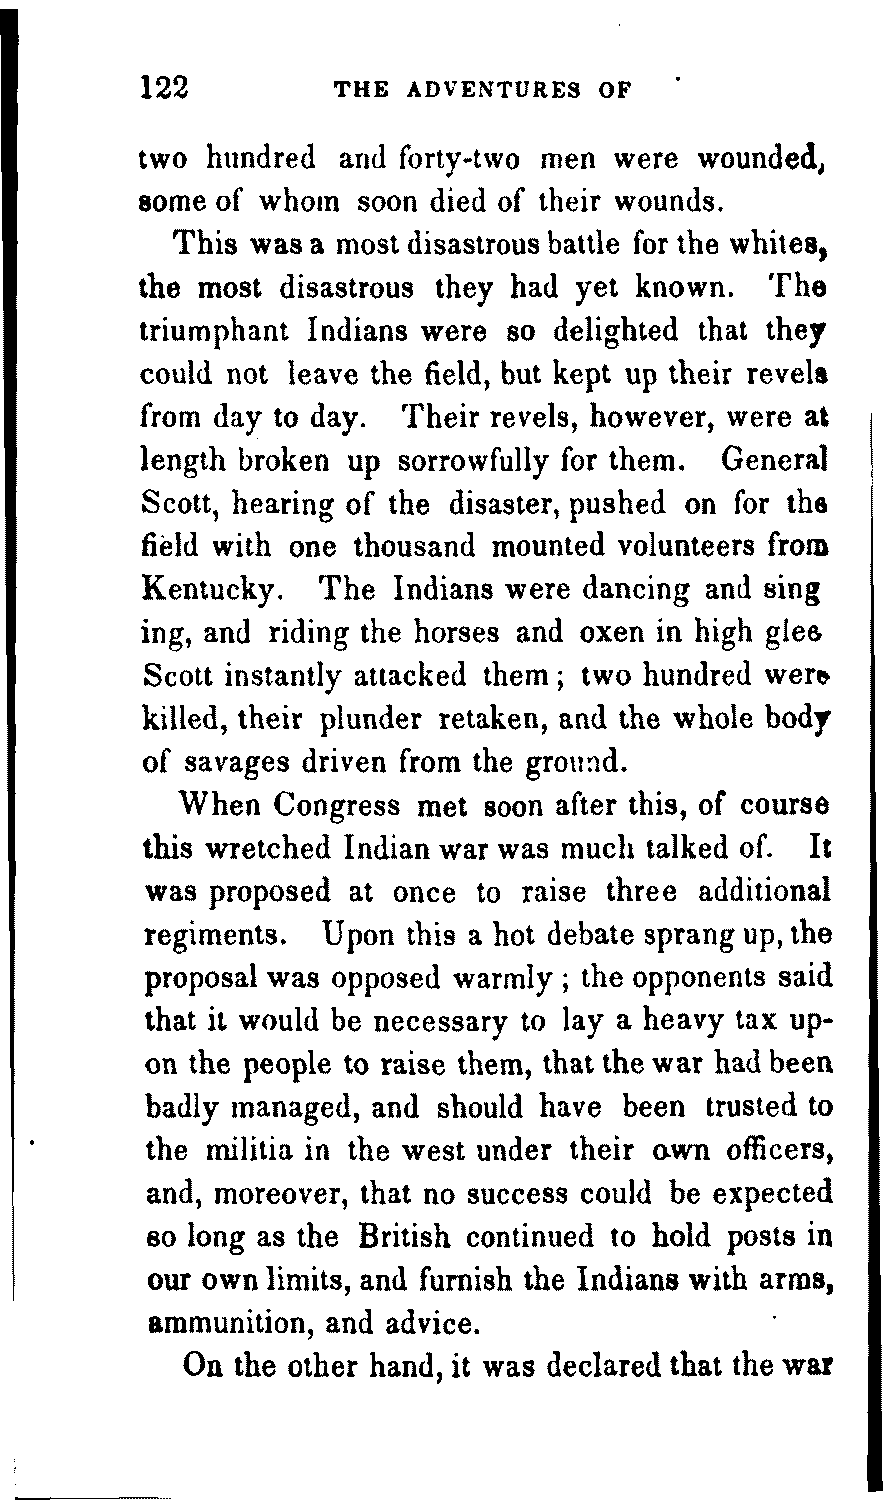 122 THE ADVENTURES OF
two hundred and forty-two men were wounded,
some of whom soon died of their wounds.
This was a most disastrous battle for the whites,
the most disastrous they had yet known. The
triumphant Indians were so delighted that they
could not leave the field, but kept up their revels
from day to day. Their revels, however, were at
length broken up sorrowfully for them. General
Scott, hearing of the disaster, pushed on for the
field with one thousand mounted volunteers from
Kentucky. The Indians were dancing and sing
ing, and riding the horses and oxen in high glee
Scott instantly attacked them; two hundred were
killed, their plunder retaken, and the whole body
of savages driven from the ground.
When Congress met soon after this, of course
this wretched Indian war was much talked of. It
was proposed at once to raise three additional
regiments. Upon this a hot debate sprang up, the
proposal was opposed warmly; the opponents said
that it would be necessary to lay a heavy tax up-
on the people to raise them, that the war had been
badly managed, and should have been trusted to
the militia in the west under their own officers,
and, moreover, that no success could be expected
so long as the British continued to hold posts in
our own limits, and furnish the Indians with arms,
ammunition, and advice.
On the other hand, it was declared that the war